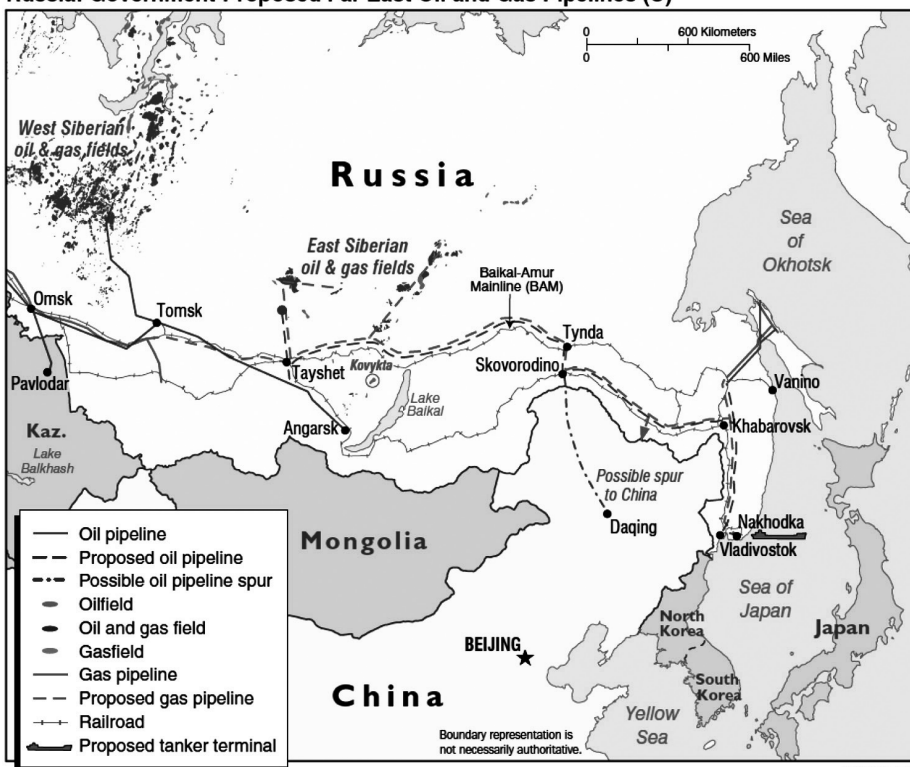 Russia: Government Proposed Far East Oil and Gas Pipelines (U)
0 600 Kilometers
0 600 Miles
West Siberian
oil & gas fields
Russia
Sea
of
Okhotsk
East Siberian
oil & gas fields
Baikal-Amur
Mainline (BAM)
Omsk
Tomsk
Tynda
Kovykta
Skovorodino
Tayshet
Pavlodar
Vanino
Lake
Baikal
Angarsk
Khabarovsk
Kaz.
Lake
Balkhash
Possible spur
to China
Daqing
Nakhodka
Vladivostok
Mongolia
Sea of
Japan
North
Korea
Japan
BEIJING
South
Korea
China
Yellow
Sea
Boundary representation is
not necessarily authoritative.
Oil pipeline
Proposed oil pipeline
Possible oil pipeline spur
Oilfield
Oil and gas field
Gasfield
Gas pipeline
Proposed gas pipeline
Railroad
Proposed tanker terminal